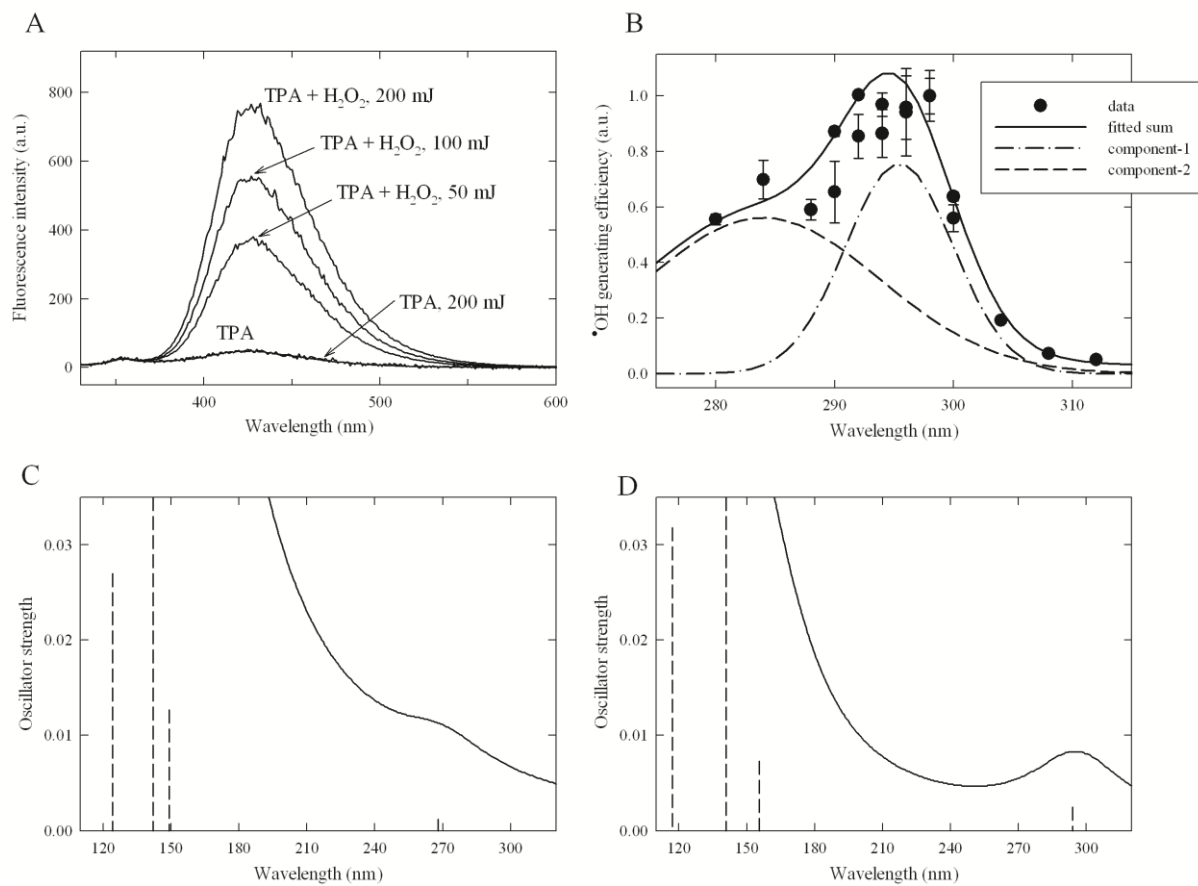 A
Fluorescence intensity (a.u.)
800
600
400
200
0
TPA + H₂O₂, 200 mJ
TPA + H₂O₂, 100 mJ
TPA + H₂O₂, 50 mJ
TPA, 200 mJ
TPA
400 500 600
Wavelength (nm)
B
•OH generating efficiency (a.u.)
1.0
0.8
0.6
0.4
0.2
0.0
data
fitted sum
component-1
component-2
280 290 300 310
Wavelength (nm)
C
Oscillator strength
0.03
0.02
0.01
0.00
120 150 180 210 240 270 300
Wavelength (nm)
D
Oscillator strength
0.03
0.02
0.01
0.00
120 150 180 210 240 270 300
Wavelength (nm)